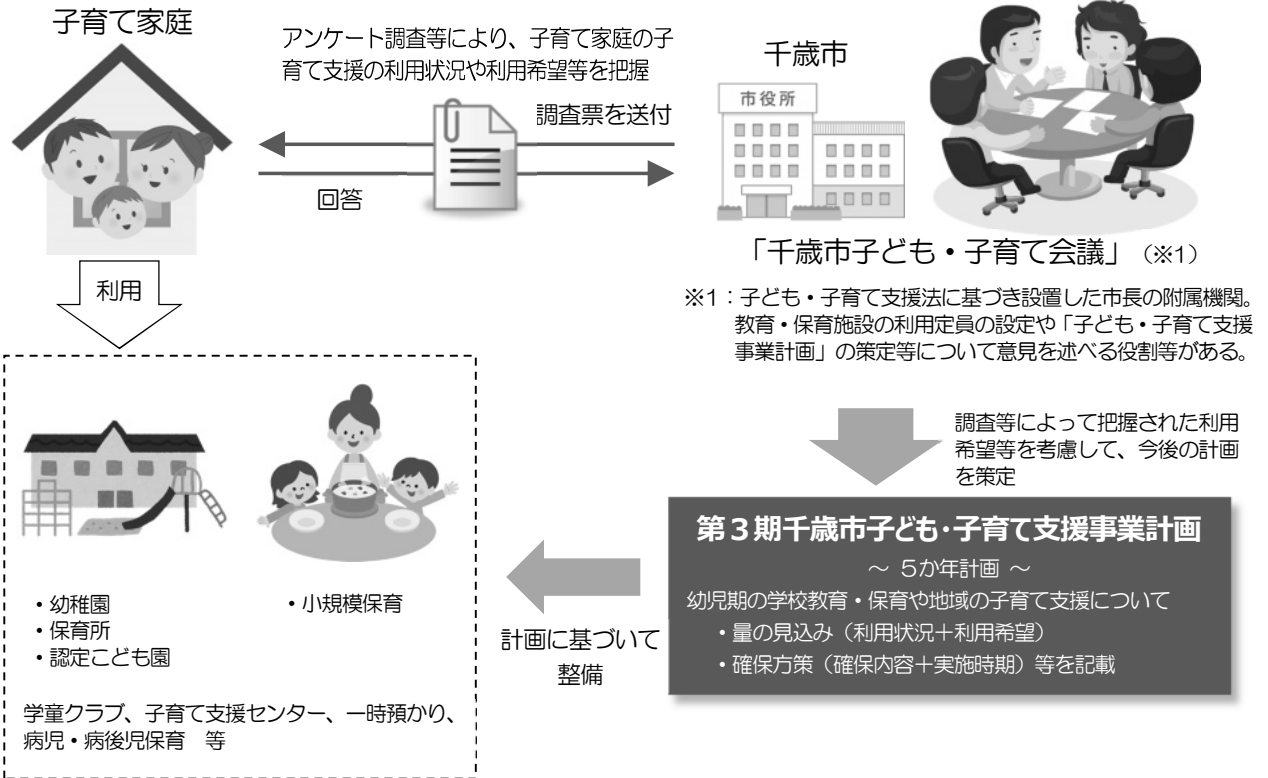 子育て家庭
アンケート調査等により、子育て家庭の子
育て支援の利用状況や利用希望等を把握
調査票を送付
回答
千歳市
市役所
「千歳市子ども・子育て会議」（※1）
※1：子ども・子育て支援法に基づき設置した市長の附属機関。
教育・保育施設の利用定員の設定や「子ども・子育て支援
事業計画」の策定等について意見を述べる役割等がある。
利用
調査等によって把握された利用
希望等を考慮して、今後の計画
を策定
第３期千歳市子ども・子育て支援事業計画
～ ５か年計画 ～
幼児期の学校教育・保育や地域の子育て支援について
・量の見込み（利用状況＋利用希望）
・確保方策（確保内容＋実施時期）等を記載
計画に基づいて
整備
・幼稚園
・保育所
・認定こども園
・小規模保育
学童クラブ、子育て支援センター、一時預かり、
病児・病後児保育　等